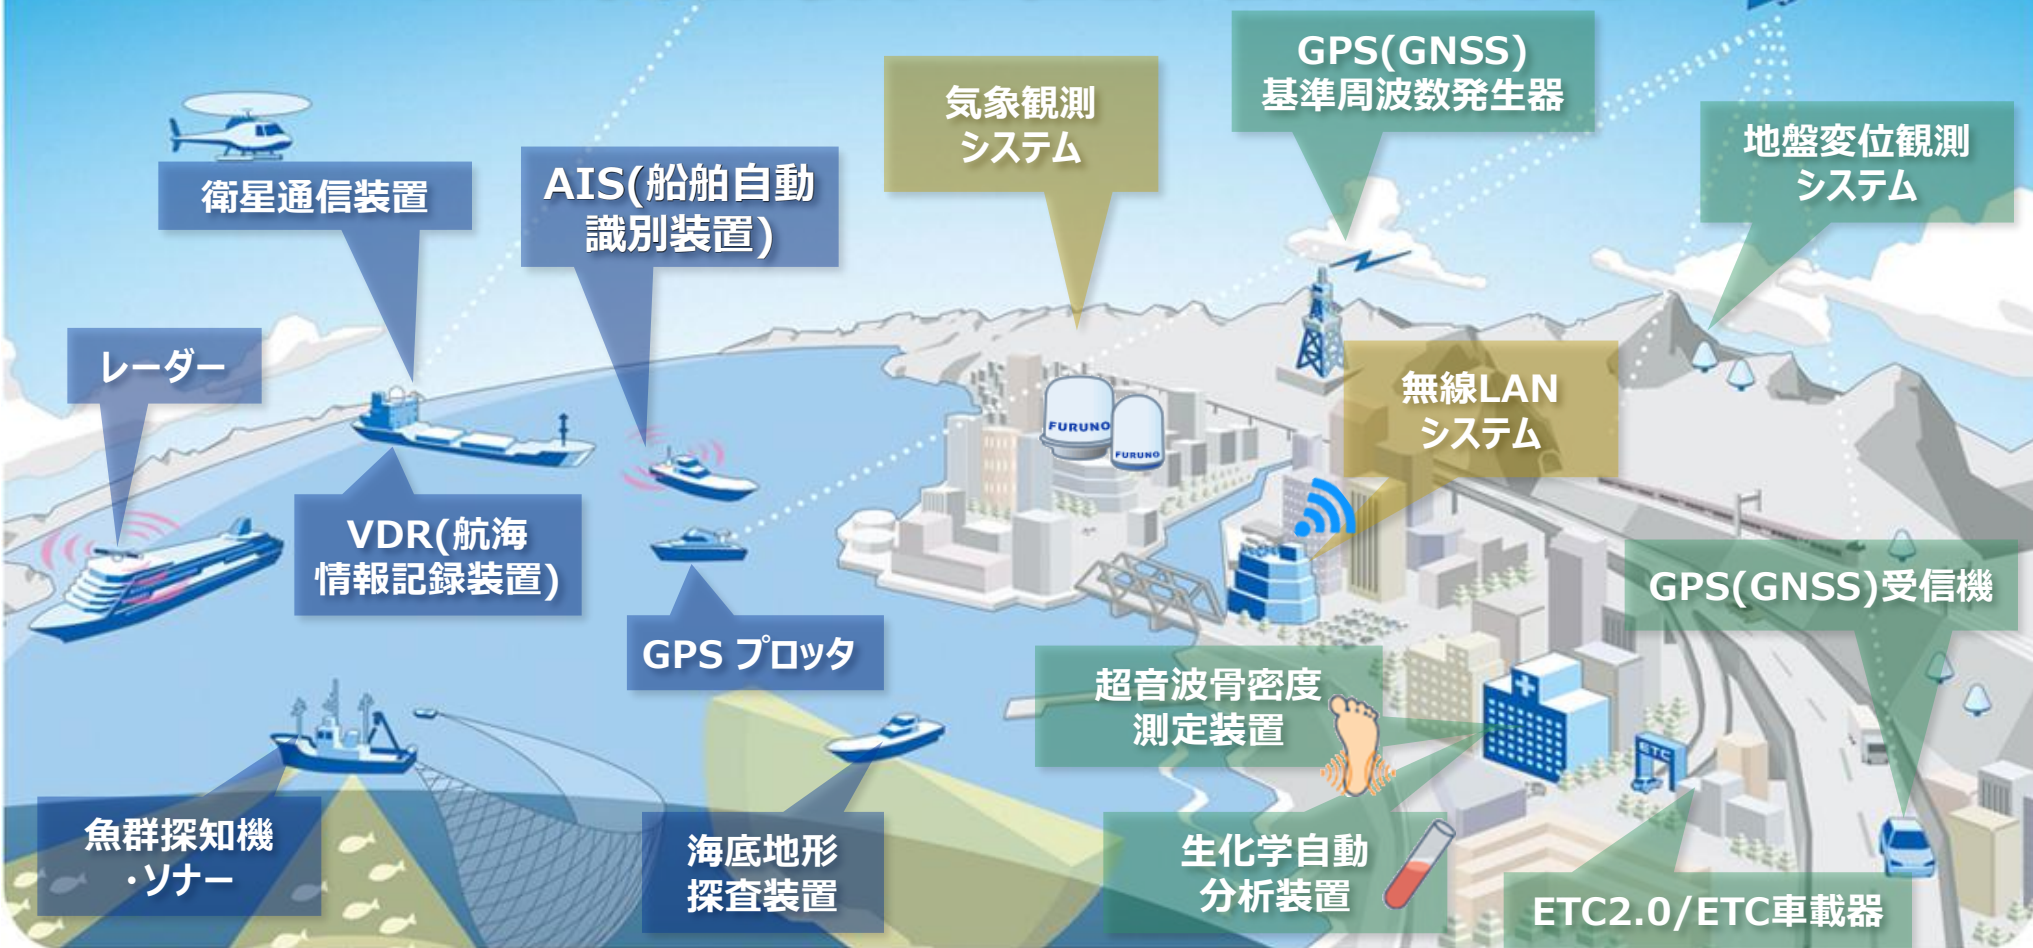 GPS(GNSS)
基準周波数発生器
気象観測
システム
地盤変位観測
システム
衛星通信装置
AIS(船舶自動
識別装置)
レーダー
無線LAN
システム
FURUNO
FURUNO
VDR(航海
情報記録装置)
GPS(GNSS)受信機
GPS プロッタ
超音波骨密度
測定装置
ETC
魚群探知機
・ソナー
海底地形
探査装置
生化学自動
分析装置
ETC2.0/ETC車載器